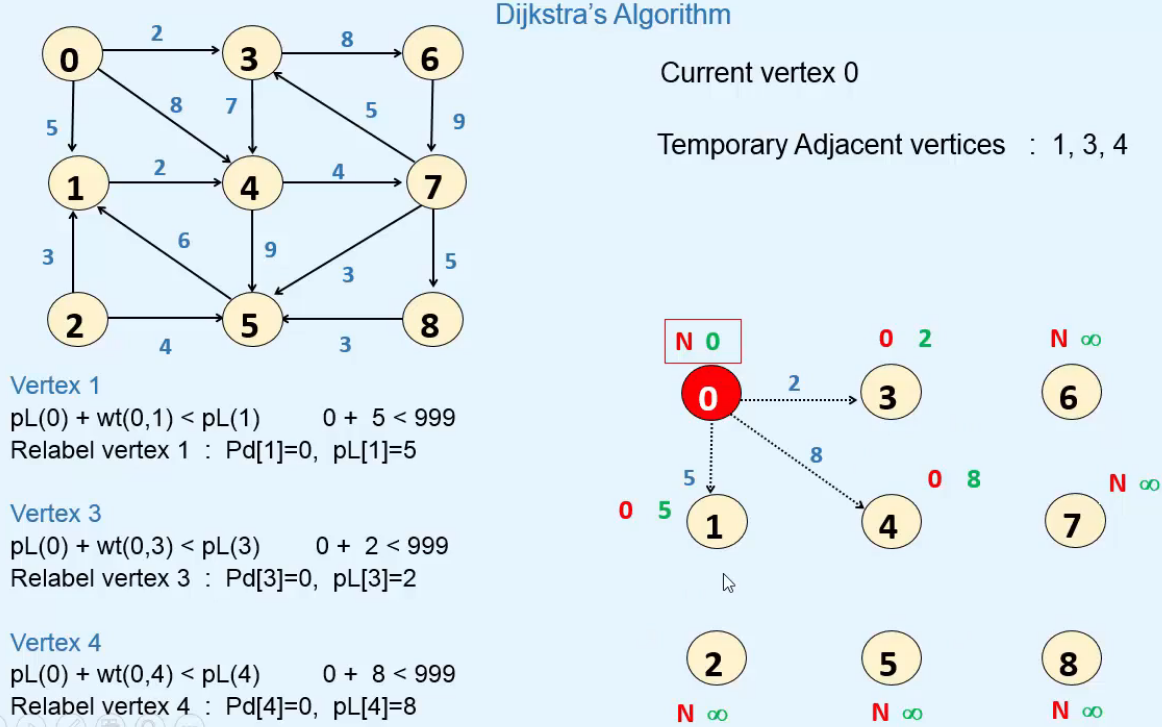 Dijkstra's Algorithm
2
8
0
3
6
Current vertex 0
8
7
5
5
9
Temporary Adjacent vertices : 1, 3, 4
2
4
1
4
7
6
9
3
3
5
2
5
8
4
3
Vertex 1
pL(0) + wt(0,1) < pL(1) 0 + 5 < 999
Relabel vertex 1 : Pd[1]=0, pL[1]=5
Vertex 3
pL(0) + wt(0,3) < pL(3) 0 + 2 < 999
Relabel vertex 3 : Pd[3]=0, pL[3]=2
Vertex 4
pL(0) + wt(0,4) < pL(4) 0 + 8 < 999
Relabel vertex 4 : Pd[4]=0, pL[4]=8
N 0
0 2
N ∞
2
0
3
6
5
8
0 8
N ∞
0 5
1
4
7
2
5
8
N ∞
N ∞
N ∞